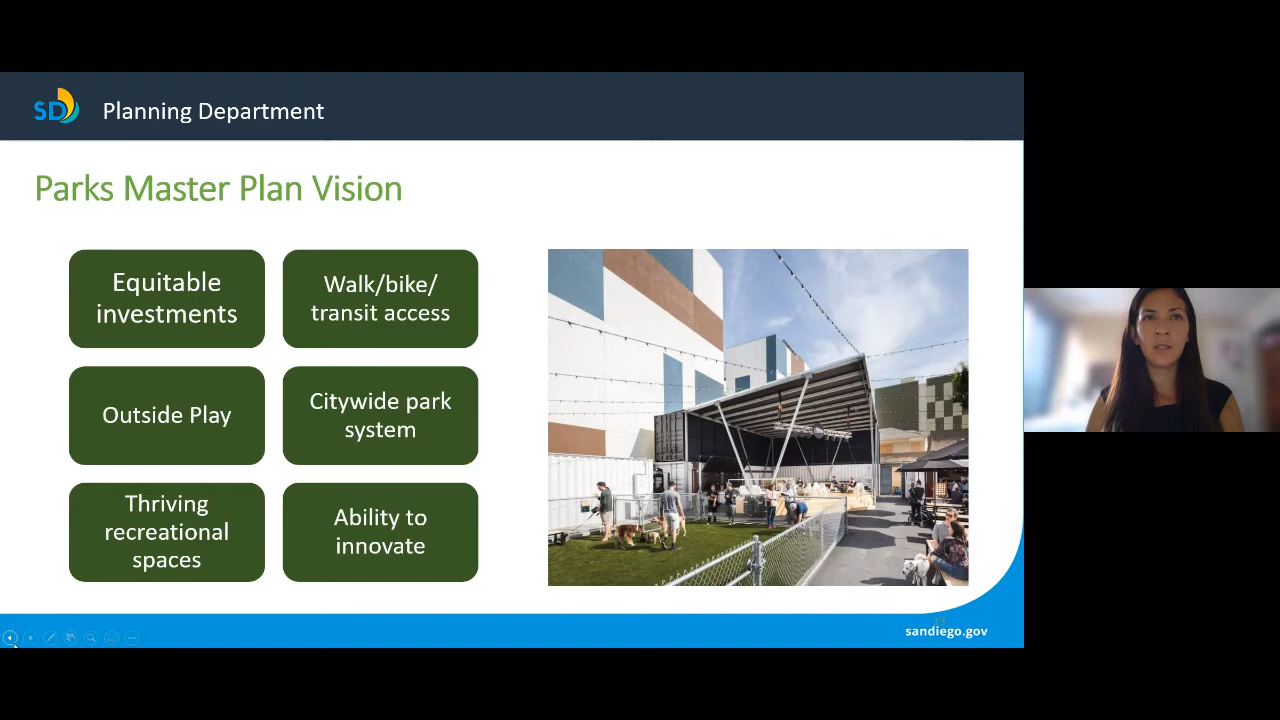 SD
Planning Department
Parks Master Plan Vision
Equitable
investments
Walk/bike/
transit access
Outside Play
Citywide park
system
Thriving
recreational
spaces
Ability to
innovate
13
sandiego.gov